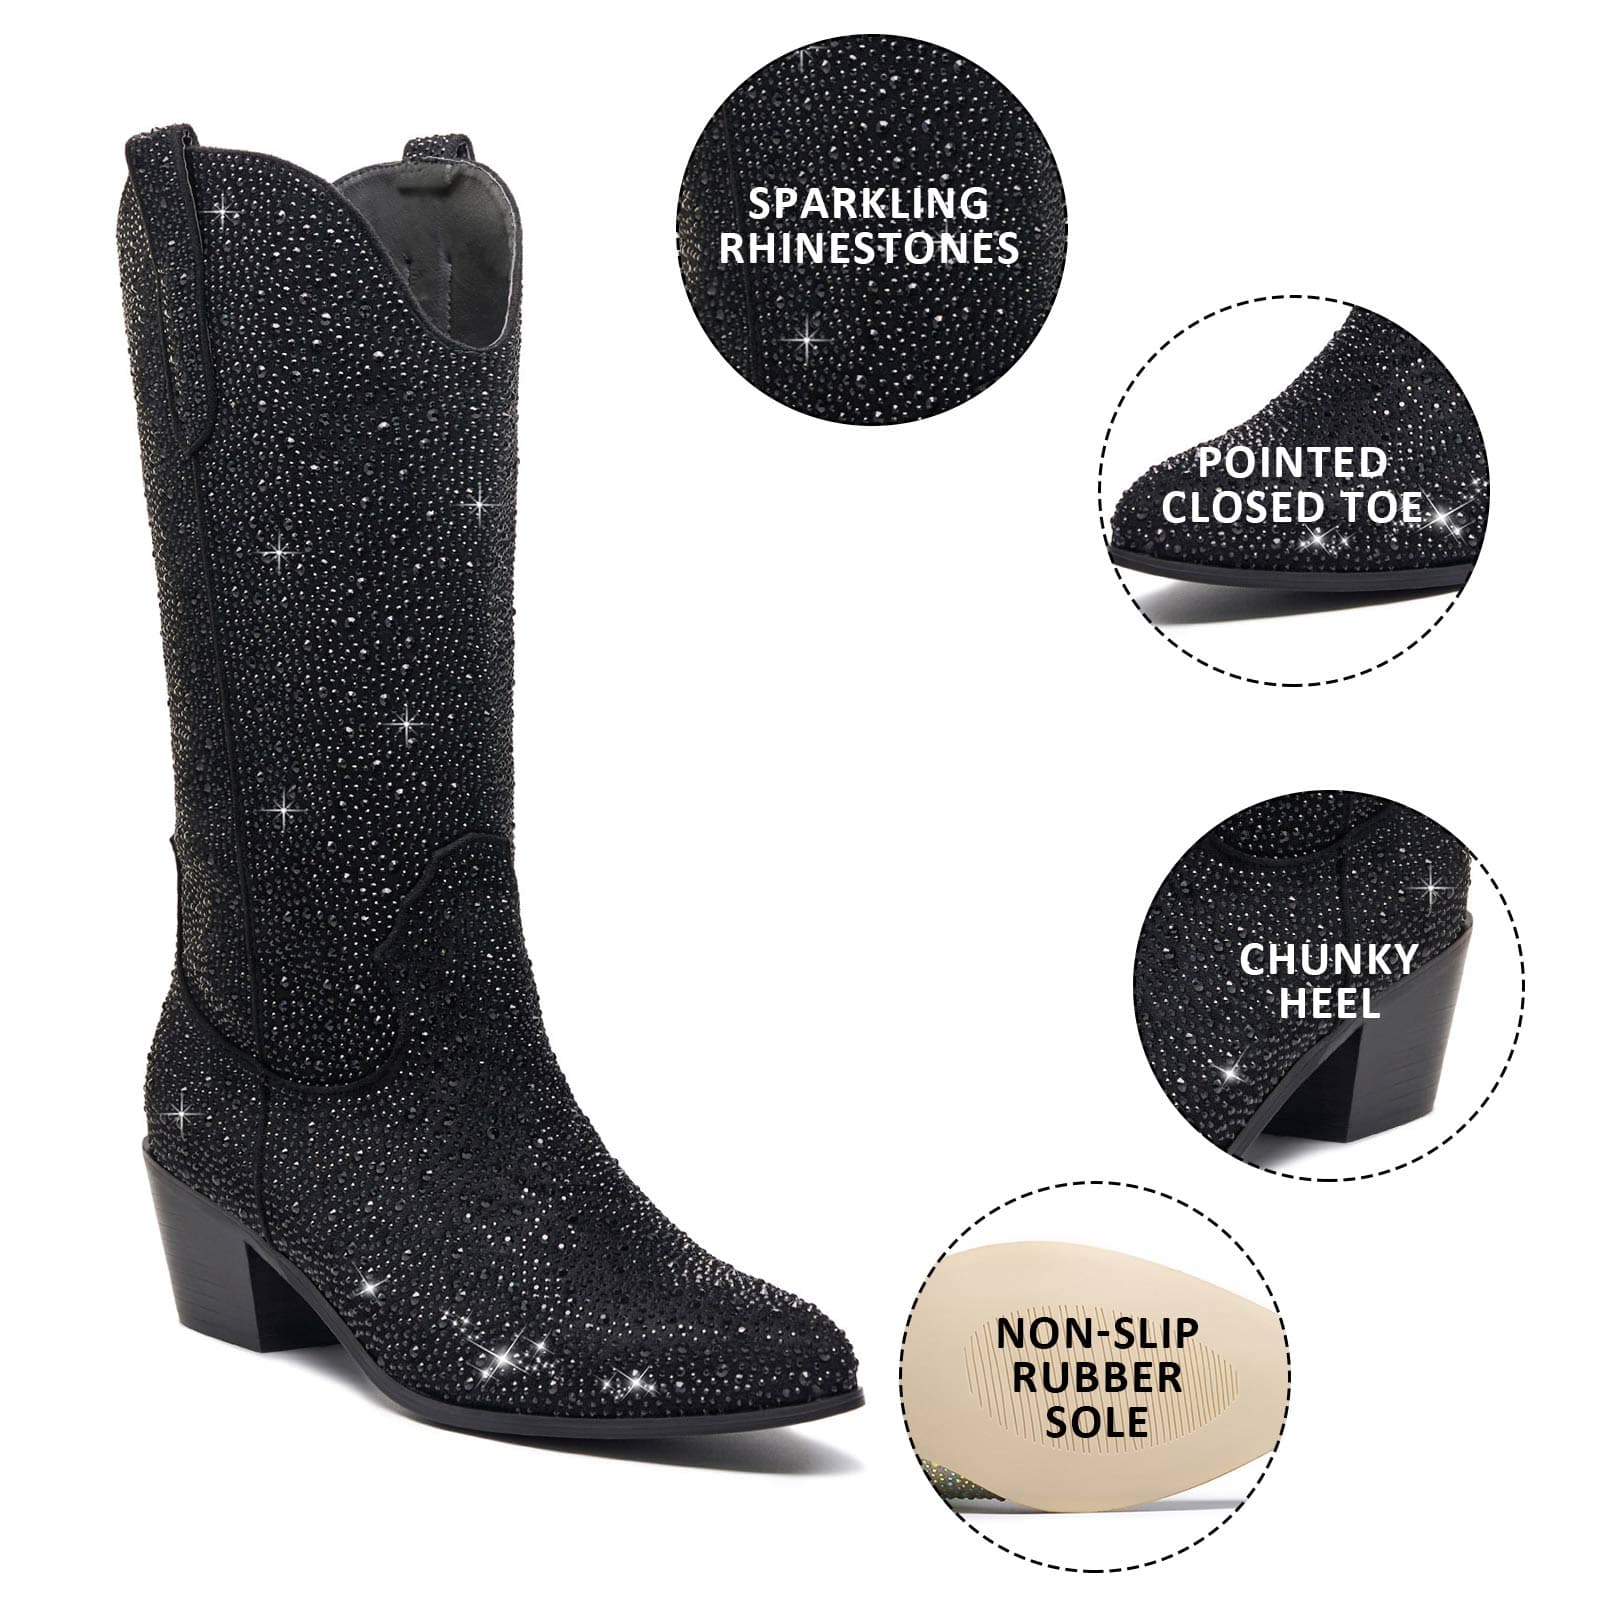 SPARKLING
RHINESTONES
POINTED
CLOSED TOE
CHUNKY
HEEL
NON-SLIP
RUBBER
SOLE